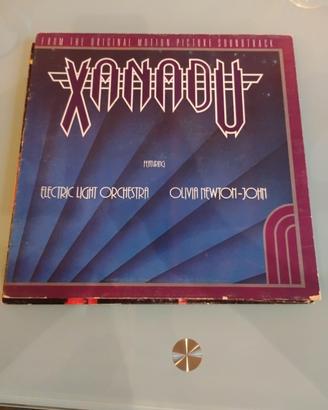 FROM THE ORIGINAL MOTION PICTURE SOUNDTRACK
XANADU
FEATURING
ELECTRIC LIGHT ORCHESTRA OLIVIA NEWTON-JOHN